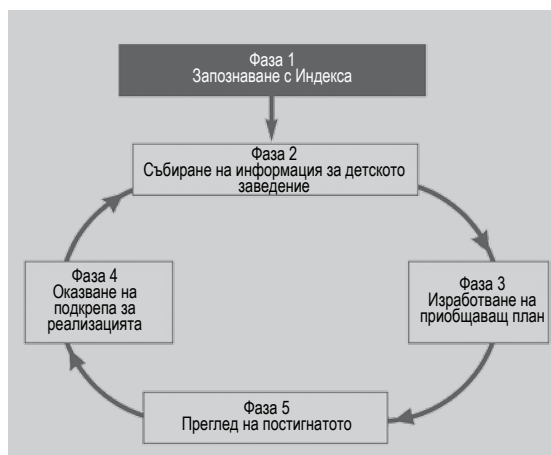 Фаза 1
Запознаване с Индекса
Фаза 2
Събиране на информация за детското
заведение
Фаза 3
Изработване на
приобщаващ план
Фаза 4
Оказване на
подкрепа за
реализацията
Фаза 5
Преглед на постигнатото